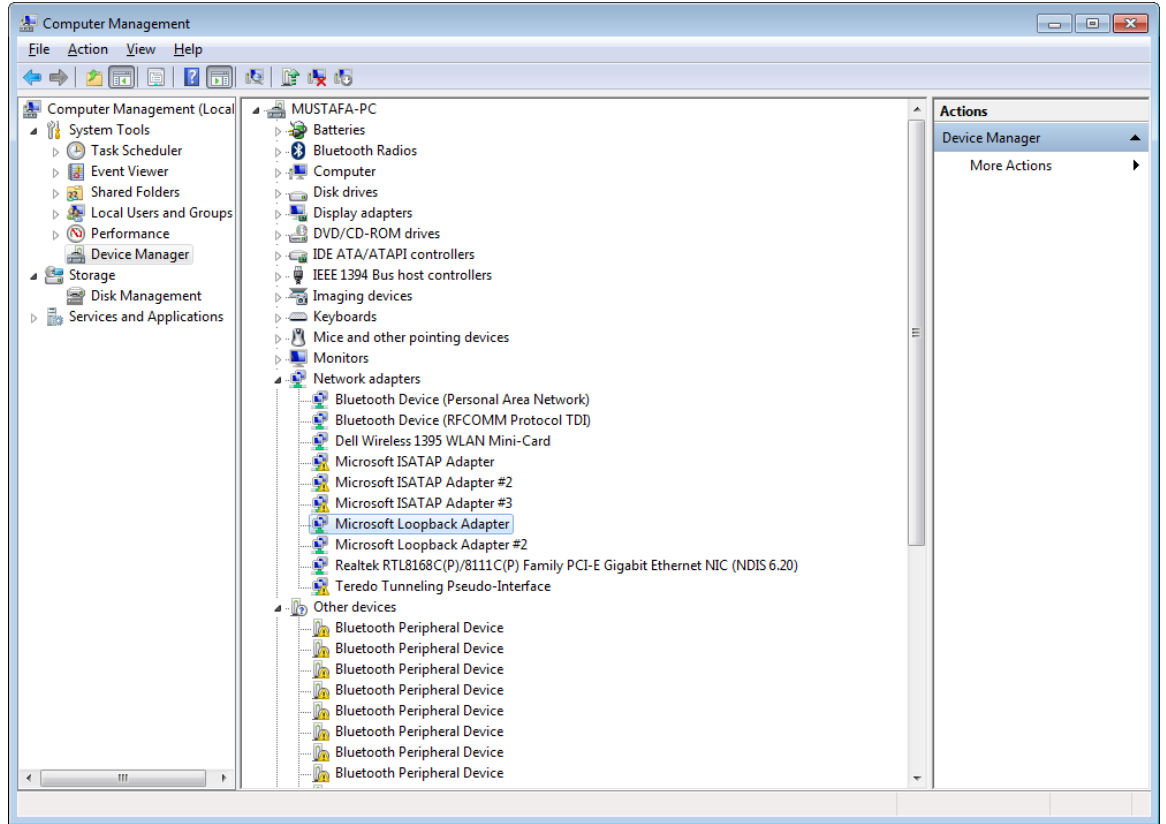 Computer Management
File Action View Help
Computer Management (Local
System Tools
Task Scheduler
Event Viewer
Shared Folders
Local Users and Groups
Performance
Device Manager
Storage
Disk Management
Services and Applications
MUSTAFA-PC
Batteries
Bluetooth Radios
Computer
Disk drives
Display adapters
DVD/CD-ROM drives
IDE ATA/ATAPI controllers
IEEE 1394 Bus host controllers
Imaging devices
Keyboards
Mice and other pointing devices
Monitors
Network adapters
Bluetooth Device (Personal Area Network)
Bluetooth Device (RFCOMM Protocol TDI)
Dell Wireless 1395 WLAN Mini-Card
Microsoft ISATAP Adapter
Microsoft ISATAP Adapter #2
Microsoft ISATAP Adapter #3
Microsoft Loopback Adapter
Microsoft Loopback Adapter #2
Realtek RTL8168C(P)/8111C(P) Family PCI-E Gigabit Ethernet NIC (NDIS 6.20)
Teredo Tunneling Pseudo-Interface
Other devices
Bluetooth Peripheral Device
Bluetooth Peripheral Device
Bluetooth Peripheral Device
Bluetooth Peripheral Device
Bluetooth Peripheral Device
Bluetooth Peripheral Device
Bluetooth Peripheral Device
Bluetooth Peripheral Device
Actions
Device Manager
More Actions